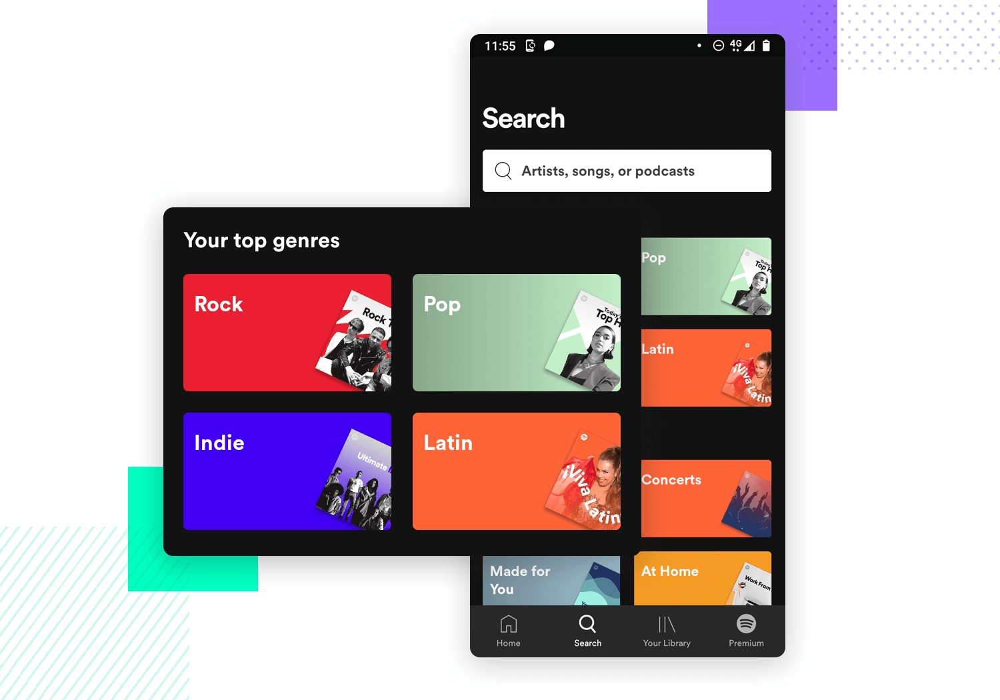 11:55
4G
Search
Artists, songs, or podcasts
Your top genres
Rock
Rock
Pop
Today's
Top
Indie
Ultimate
Latin
¡Viva
Latin
Pop
Today's
Top
Latin
¡Viva
Latin
Concerts
Made for
You
At Home
Work From
Home
Search
Your Library
Premium